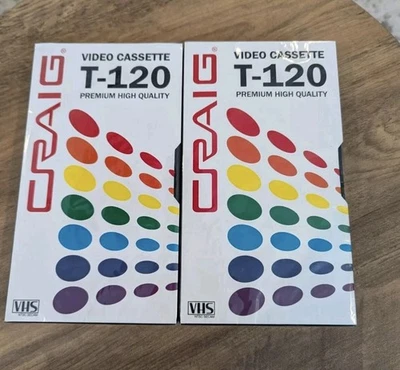 CRAIG®
VIDEO CASSETTE
T-120
PREMIUM HIGH QUALITY
VHS
CRAIG®
VIDEO CASSETTE
T-120
PREMIUM HIGH QUALITY
VHS